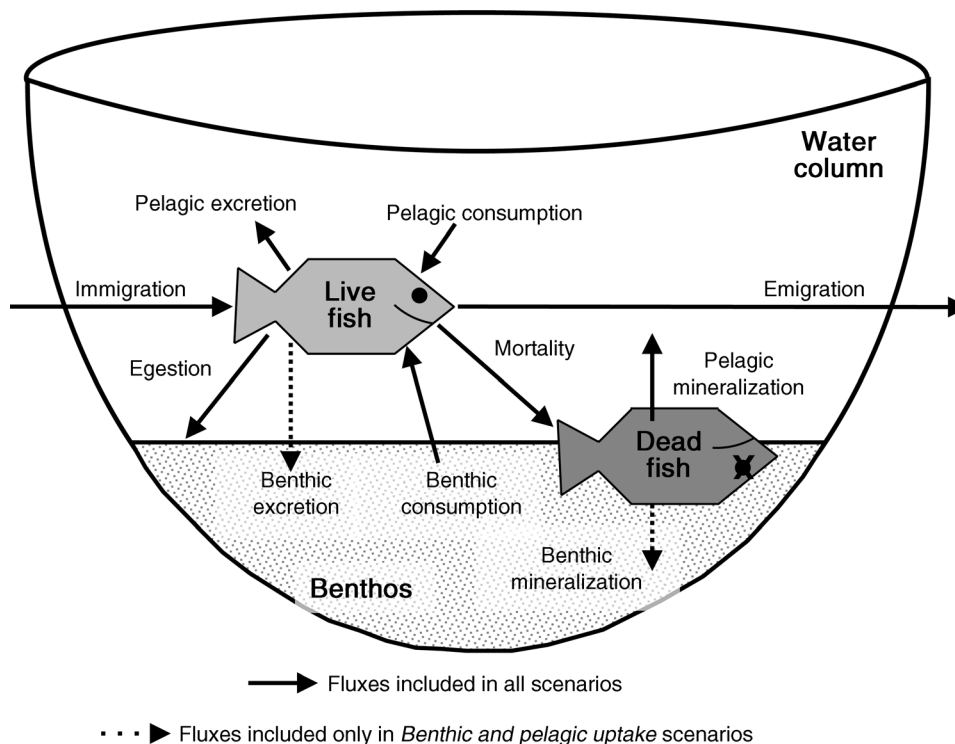 Water
column
Pelagic excretion
Pelagic consumption
Immigration
Live
fish
Emigration
Egestion
Mortality
Pelagic
mineralization
Dead
fish
Benthic
excretion
Benthic
consumption
Benthic
mineralization
Benthos
Fluxes included in all scenarios
Fluxes included only in Benthic and pelagic uptake scenarios